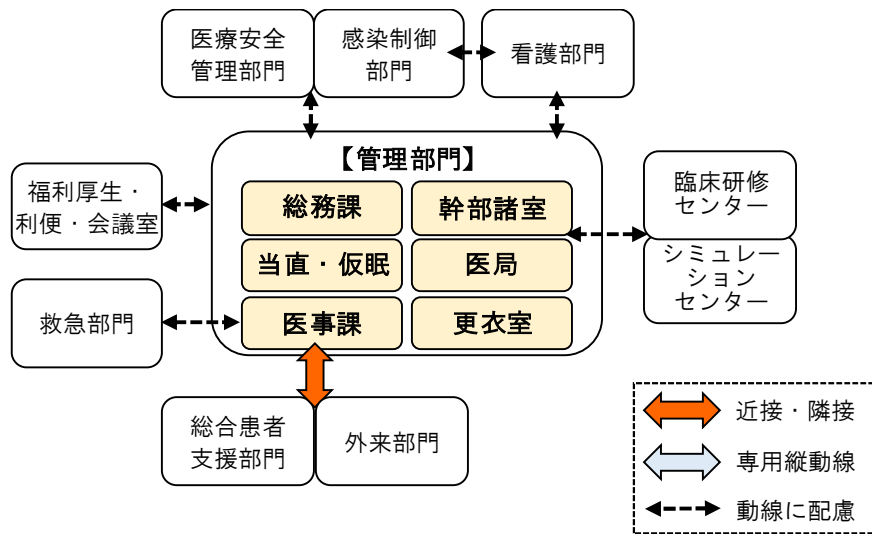 医療安全
管理部門
感染制御
部門
看護部門
【管理部門】
総務課
幹部諸室
当直・仮眠
医局
医事課
更衣室
福利厚生・
利便・会議室
救急部門
臨床研修
センター
シミュレー
ション
センター
総合患者
支援部門
外来部門
近接・隣接
専用縦動線
動線に配慮